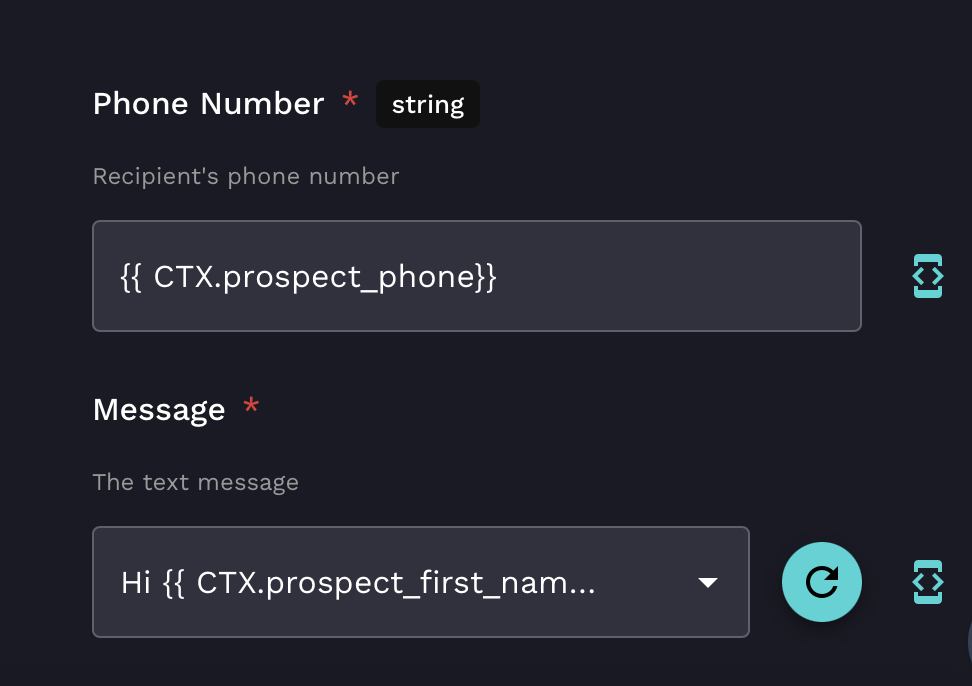 Phone Number * string
Recipient's phone number
{{ CTX.prospect_phone}}
Message *
The text message
Hi {{ CTX.prospect_first_nam...